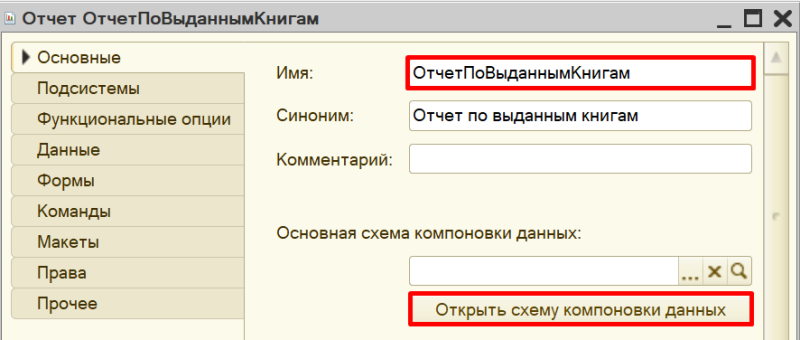 Отчет ОтчетПоВыданнымКнигам
Основные
Подсистемы
Функциональные опции
Данные
Формы
Команды
Макеты
Права
Прочее
Имя: ОтчетПоВыданнымКнигам
Синоним: Отчет по выданным книгам
Комментарий:
Основная схема компоновки данных:
...
Открыть схему компоновки данных